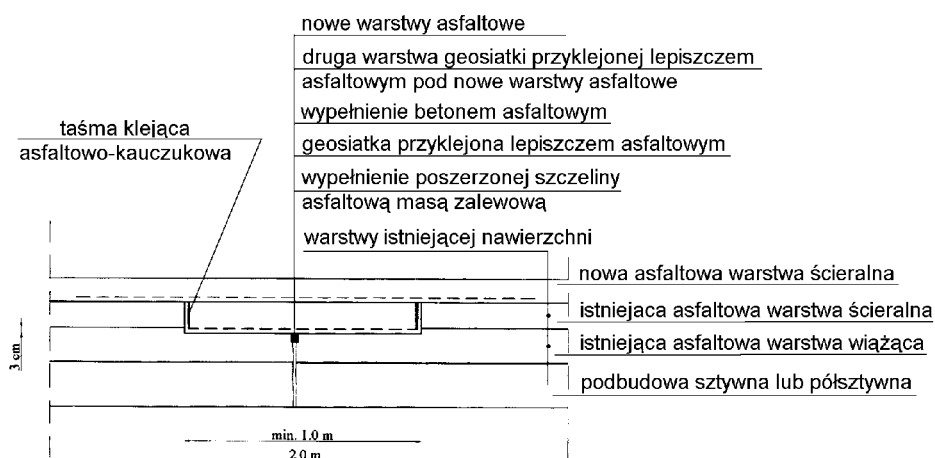 nowe warstwy asfaltowe
druga warstwa geosiatki przyklejonej lepiszczem
asfaltowym pod nowe warstwy asfaltowe
wypełnienie betonem asfaltowym
taśma klejąca
asfaltowo-kauczukowa
geosiatka przyklejona lepiszczem asfaltowym
wypełnienie poszerzonej szczeliny
asfaltową masą zalewową
warstwy istniejącej nawierzchni
nowa asfaltowa warstwa ścieralna
istniejaca asfaltowa warstwa ścieralna
istniejąca asfaltowa warstwa wiążąca
podbudowa sztywna lub półsztywna
3 cm
min. 1.0 m
2.0 m